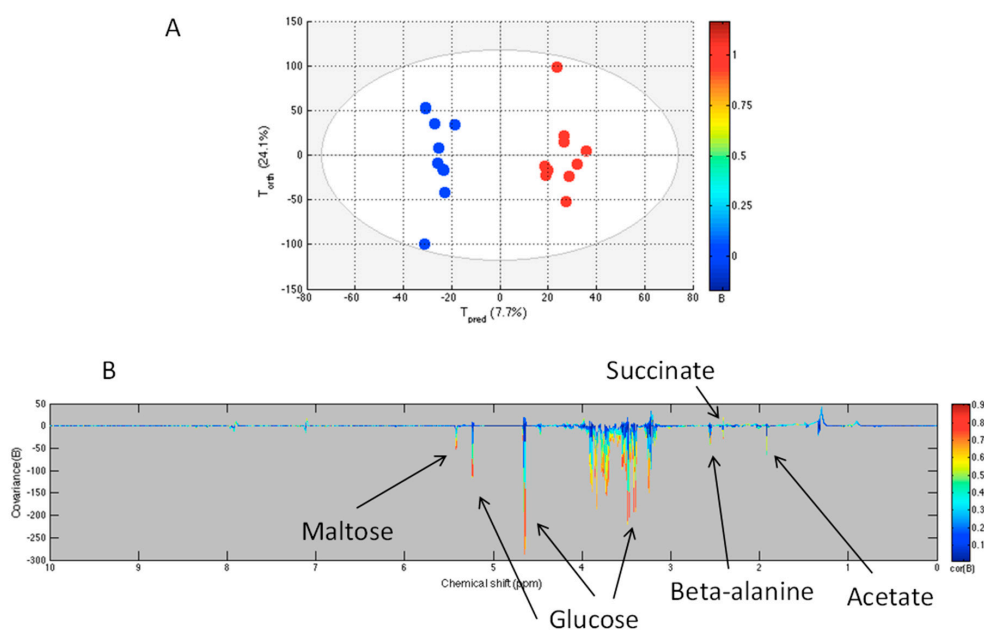 A
150
100
50
0
-50
-100
-150
-80 -60 -40 -20 0 20 40 60 80
T orth (24.1%)
T pred (7.7%)
1
0.75
0.5
0.25
0
B
B
Succinate
50
0
-50
-100
-150
-200
-250
-300
10 9 8 7 6 5 4 3 2 1 0
Covariance(B)
Chemical shift (ppm)
0.9
0.8
0.7
0.6
0.5
0.4
0.3
0.2
0.1
cor(B)
Maltose
Glucose
Beta-alanine
Acetate